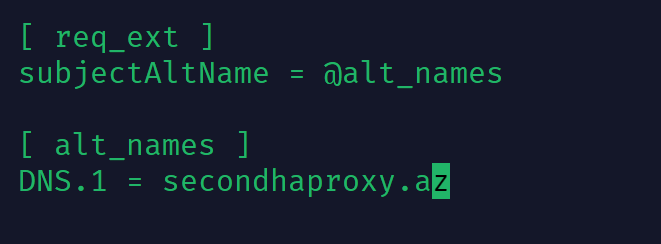 [ req_ext ]
subjectAltName = @alt_names
[ alt_names ]
DNS.1 = secondhaproxy.az